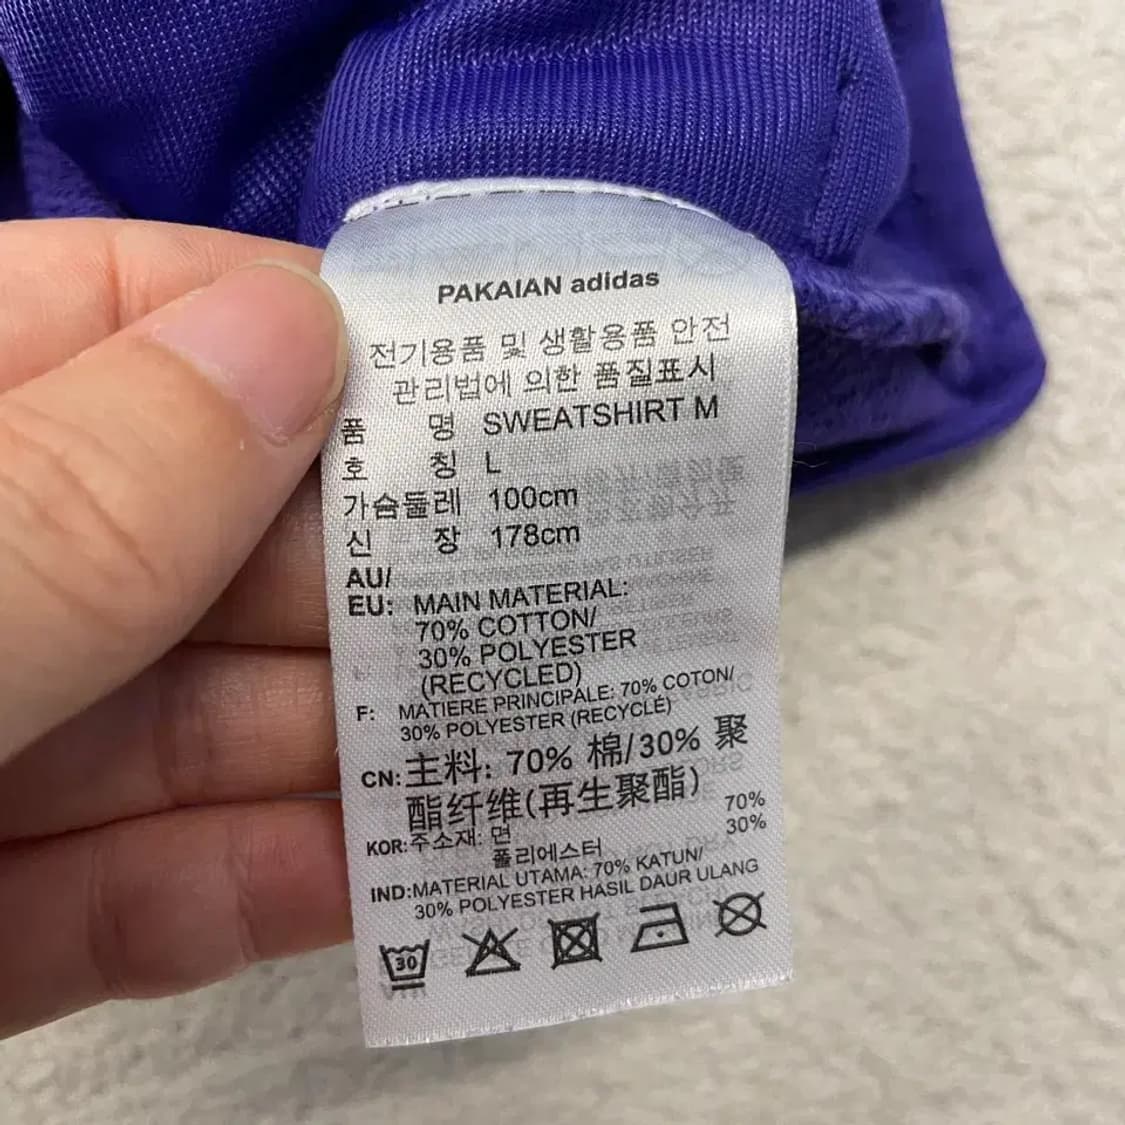 PAKAIAN adidas
전기용품 및 생활용품 안전
관리법에 의한 품질표시
품 명 SWEATSHIRT M
호 칭 L
가슴둘레 100cm
신 장 178cm
AU/
EU: MAIN MATERIAL:
70% COTTON/
30% POLYESTER
(RECYCLED)
F: MATIERE PRINCIPALE: 70% COTON/
30% POLYESTER (RECYCLÉ)
CN: 主料: 70% 棉/30% 聚
酯纤维(再生聚酯)
KOR: 주소재: 면 70%
폴리에스터 30%
IND: MATERIAL UTAMA: 70% KATUN/
30% POLYESTER HASIL DAUR ULANG
30